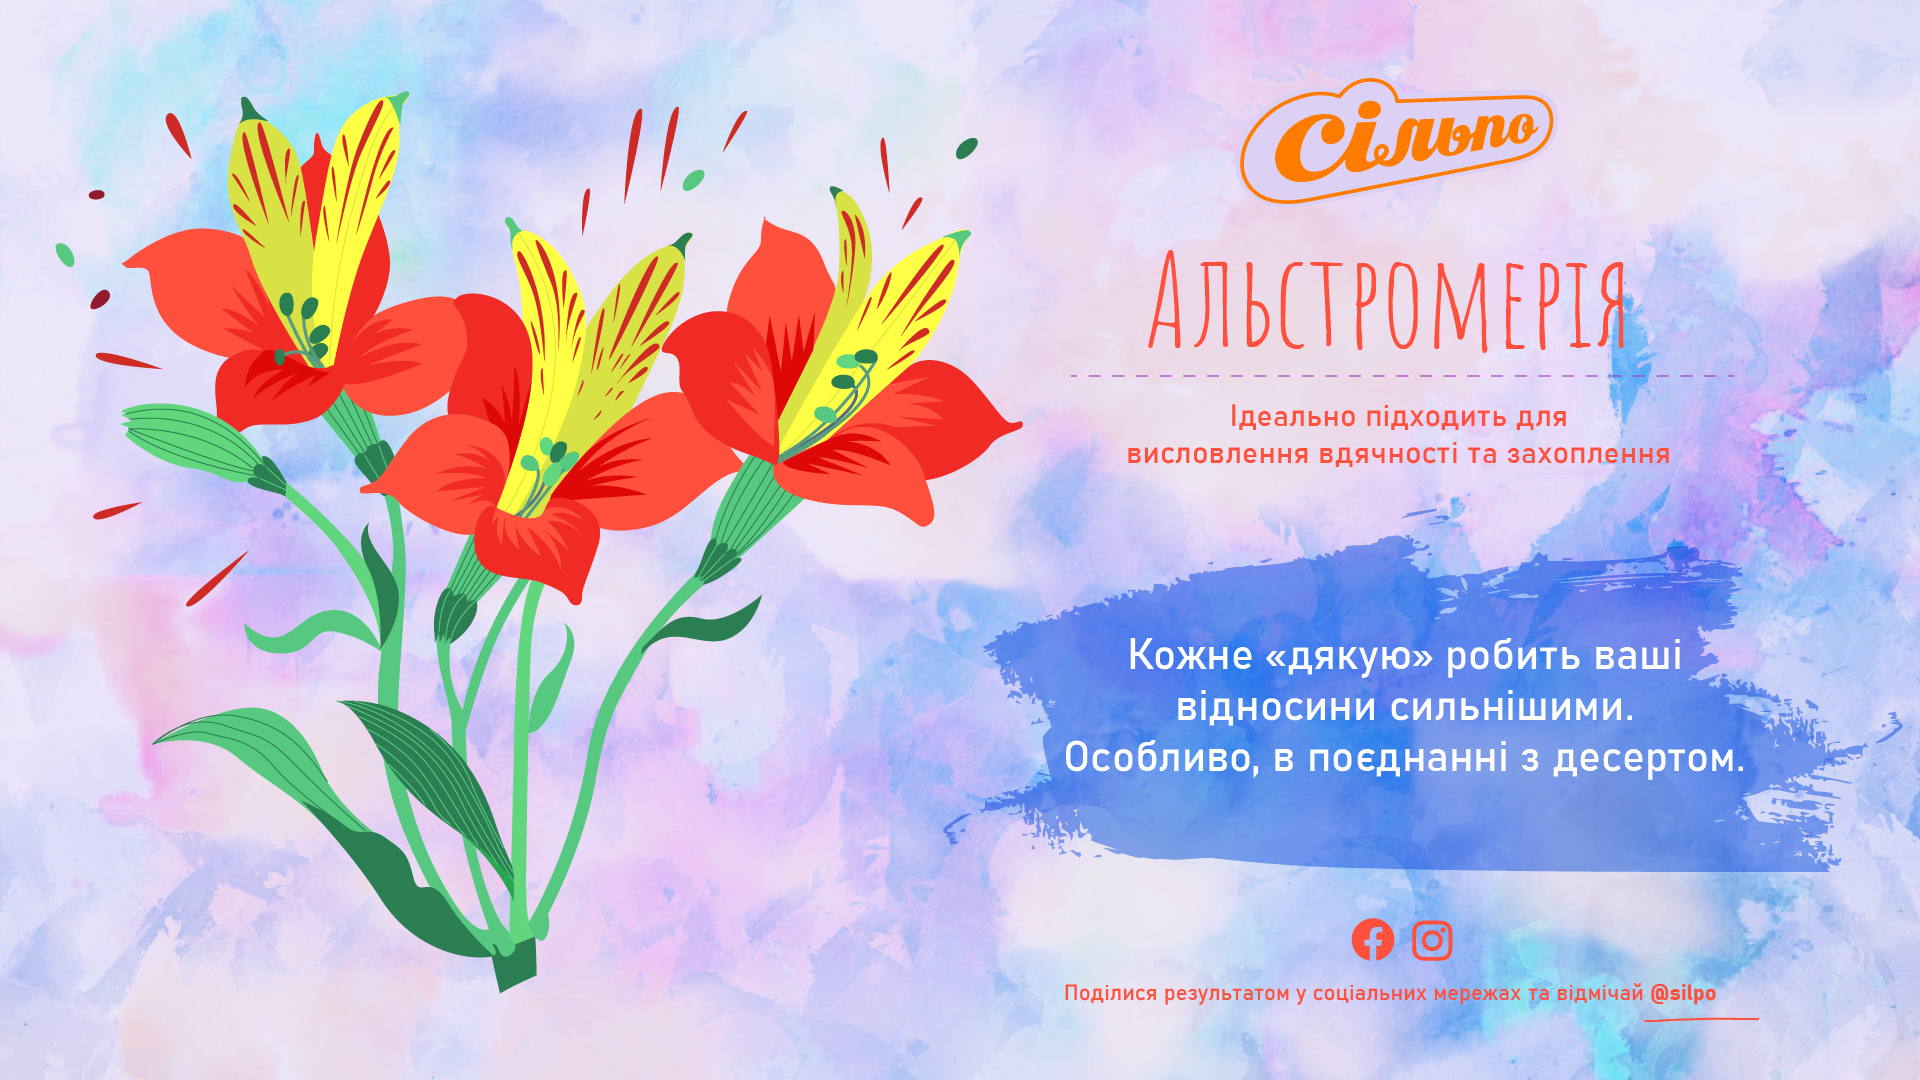 Сільпо
Альстромерія
Ідеально підходить для
висловлення вдячності та захоплення
Кожне «дякую» робить ваші
відносини сильнішими.
Особливо, в поєднанні з десертом.
Поділися результатом у соціальних мережах та відмічай @silpo